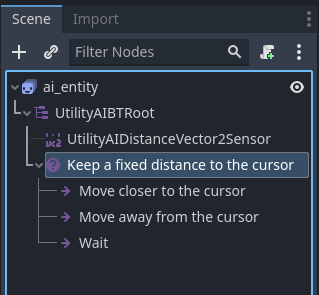 Scene
Import
Filter Nodes
ai_entity
UtilityAIBTRoot
UtilityAIDistanceVector2Sensor
Keep a fixed distance to the cursor
Move closer to the cursor
Move away from the cursor
Wait